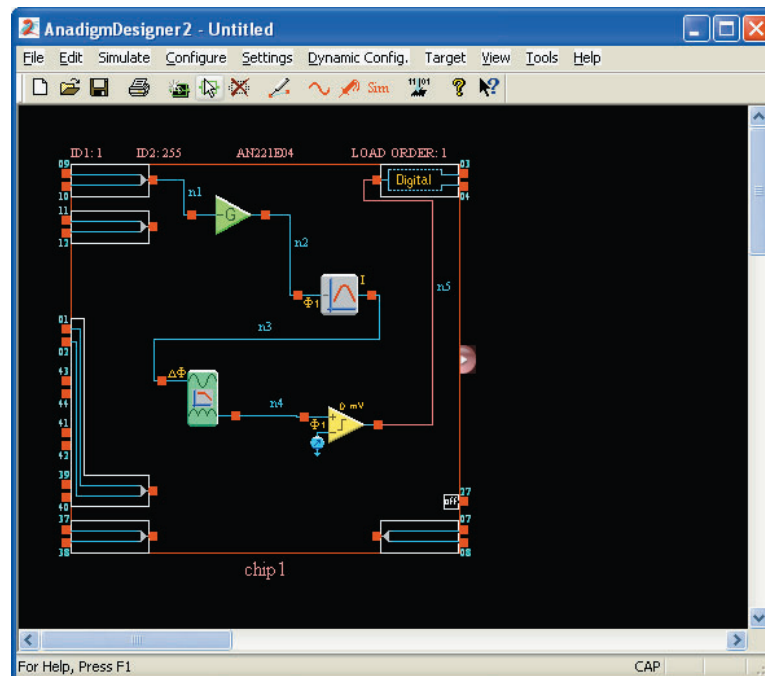 AnadigmDesigner2 - Untitled
File Edit Simulate Configure Settings Dynamic Config. Target View Tools Help
Sim
ID1:1 ID2:255 AN221E04 LOAD ORDER:1
09
03
Digital
10
n1
04
11
G
12
n2
I
Φ1
n5
01
n3
02
ΔΦ
43
44
n4
0 mV
41
Φ1
42
39
40
off
27
37
07
38
08
chip1
For Help, Press F1 CAP